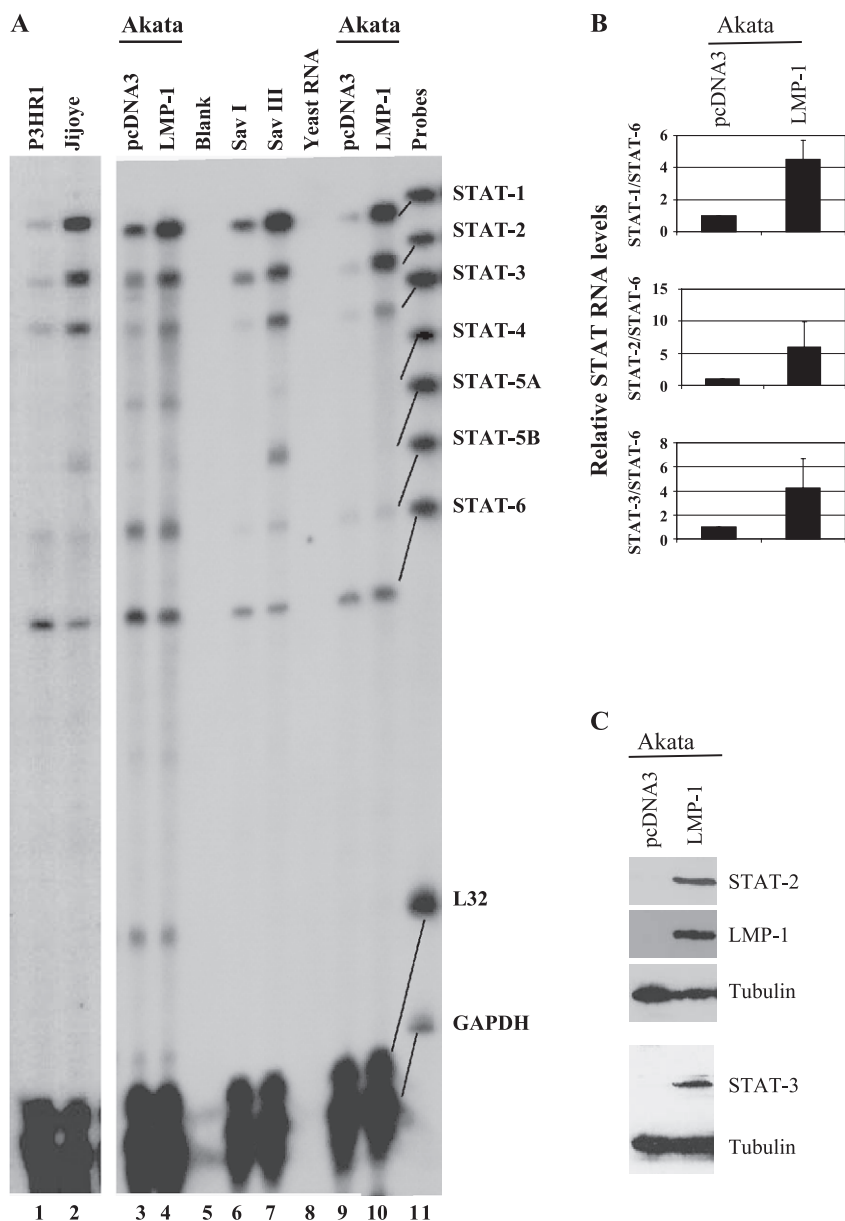 A
Akata
Akata
P3HR1
Jijoye
pcDNA3
LMP-1
Blank
Sav I
Sav III
Yeast RNA
pcDNA3
LMP-1
Probes
STAT-1
STAT-2
STAT-3
STAT-4
STAT-5A
STAT-5B
STAT-6
L32
GAPDH
1 2 3 4 5 6 7 8 9 10 11
B
Akata
pcDNA3
LMP-1
Relative STAT RNA levels
STAT-1/STAT-6
6
4
2
0
STAT-2/STAT-6
15
10
5
0
STAT-3/STAT-6
8
6
4
2
0
C
Akata
pcDNA3
LMP-1
STAT-2
LMP-1
Tubulin
STAT-3
Tubulin